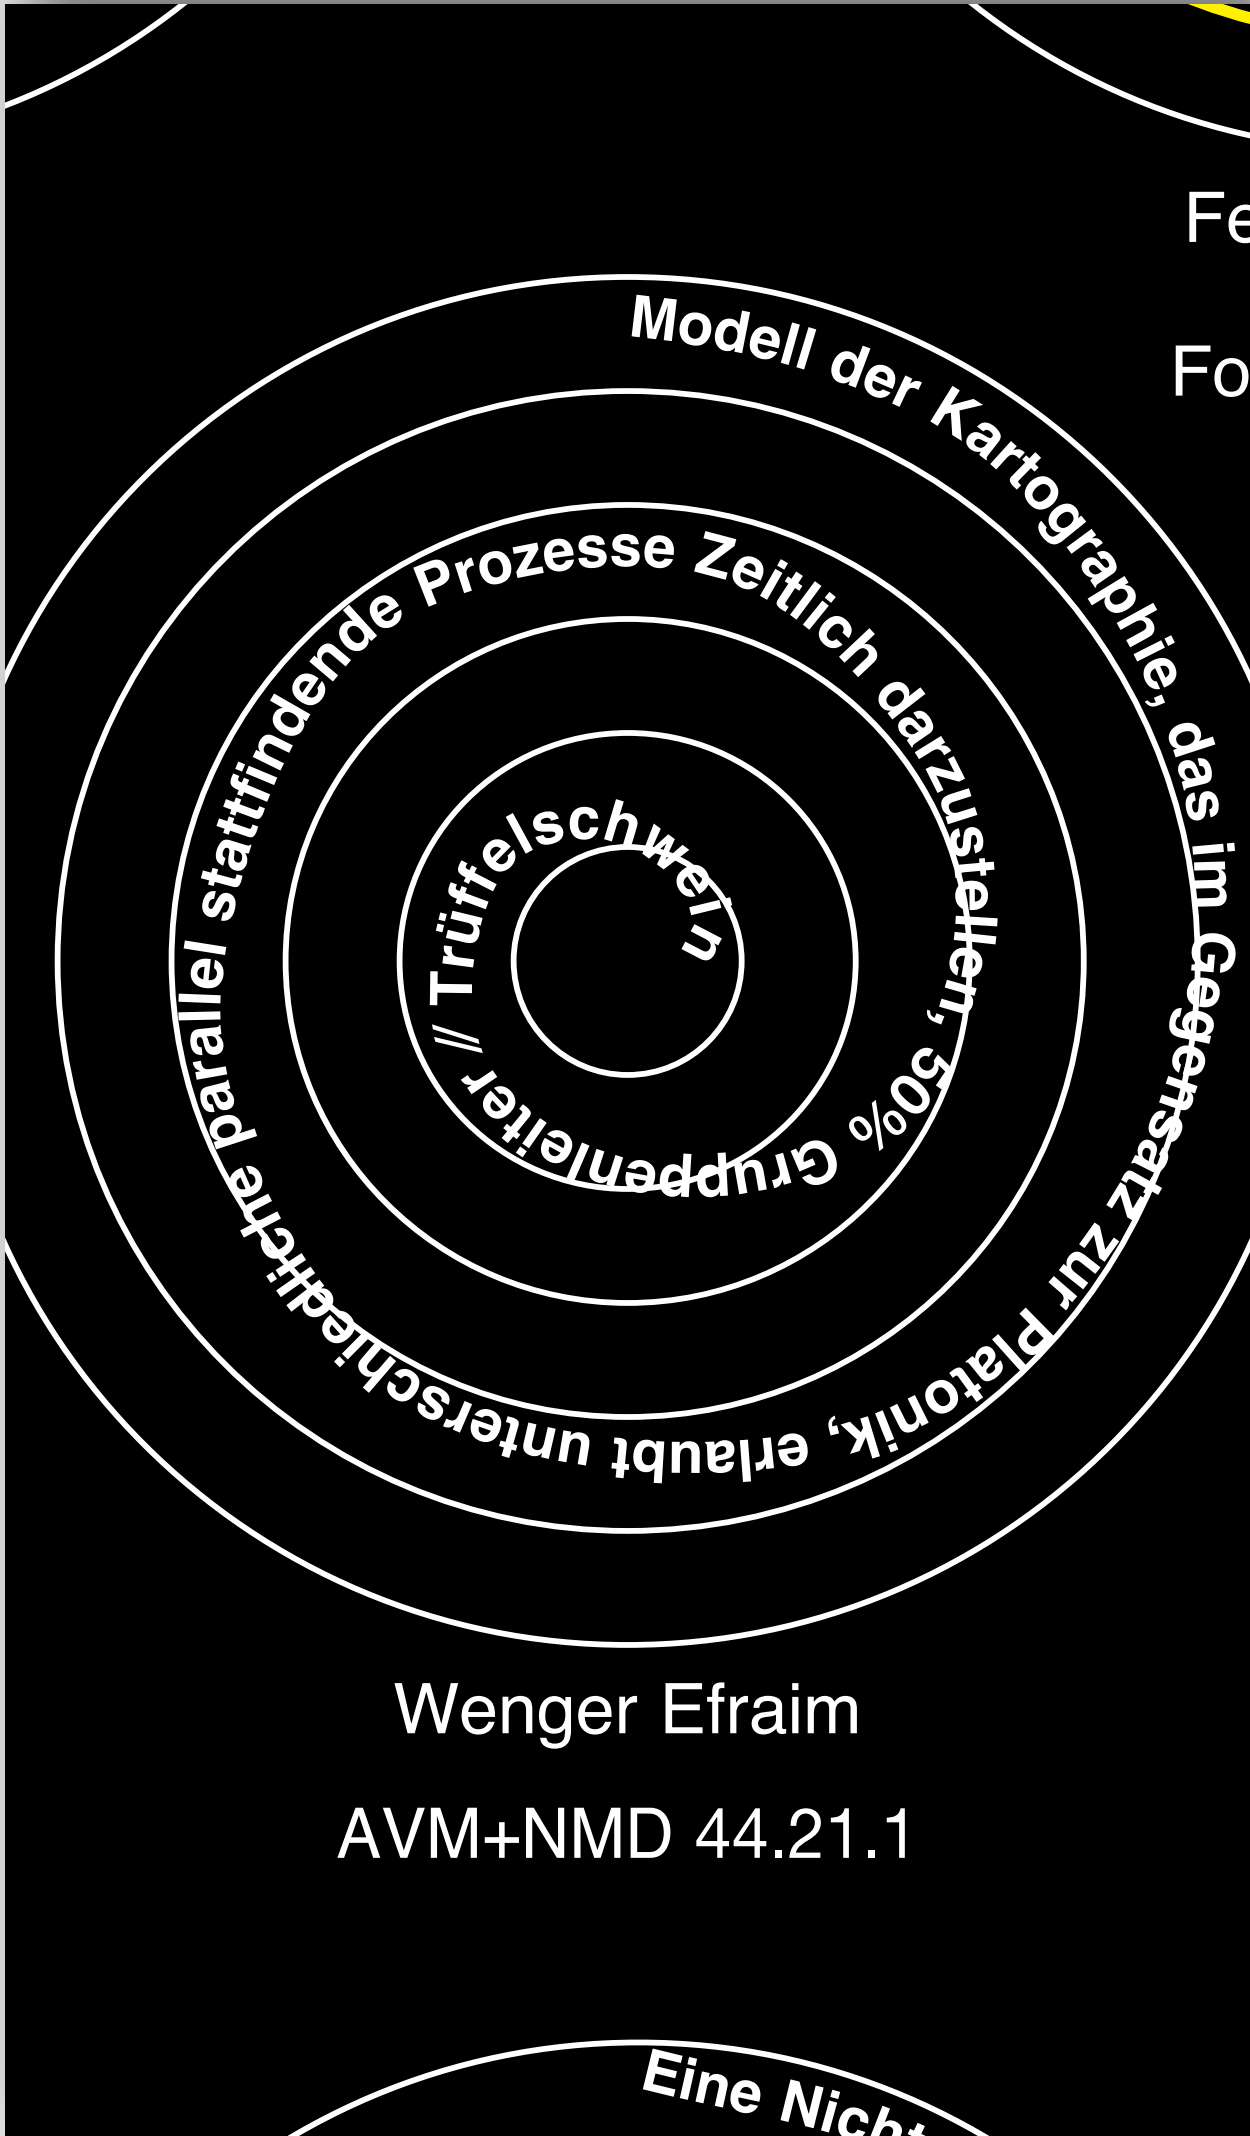 Fe
Fo
Modell der Kartographie, das im Gegensatz zur Platonik, erlaubt unterschiedliche parallel stattfindende Prozesse Zeitlich darzustellen, 50% Gruppenleiter // Trüffelschwein
Wenger Efraim
AVM+NMD 44.21.1
Eine Nicht